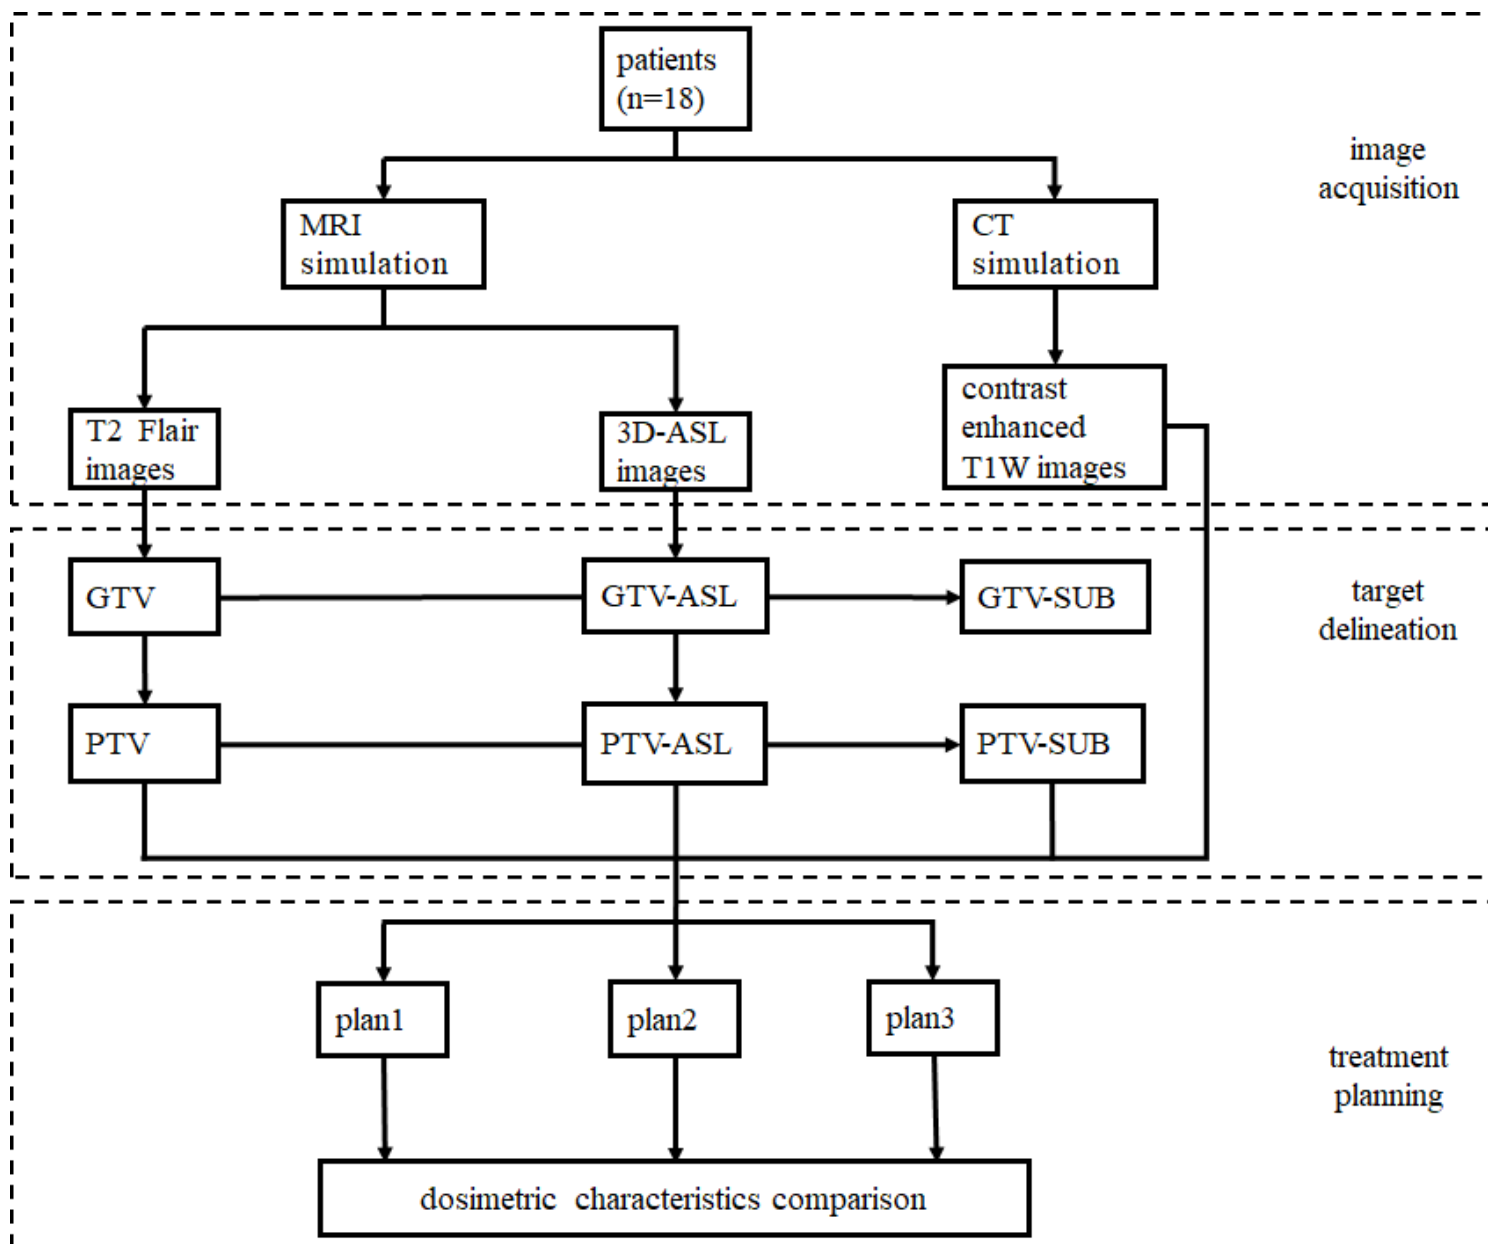 patients
(n=18)
image
acquisition
MRI
simulation
CT
simulation
T2 Flair
images
3D-ASL
images
contrast
enhanced
T1W images
GTV
GTV-ASL
GTV-SUB
target
delineation
PTV
PTV-ASL
PTV-SUB
plan1
plan2
plan3
treatment
planning
dosimetric characteristics comparison